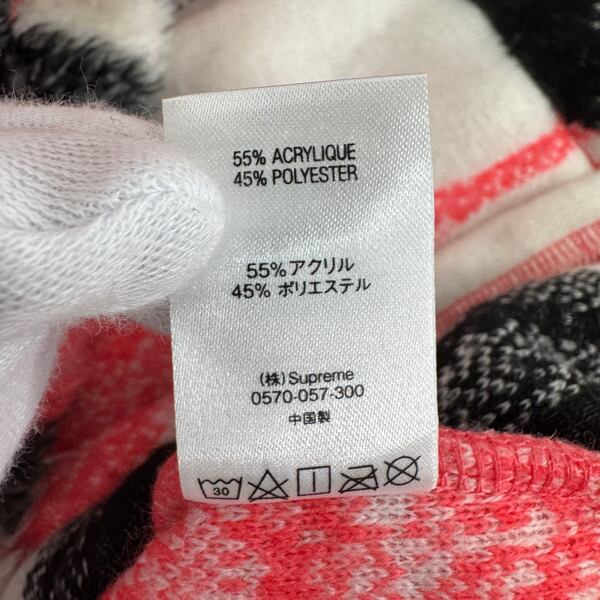 55% ACRYLIQUE
45% POLYESTER
55%アクリル
45% ポリエステル
(株)Supreme
0570-057-300
中国製
30